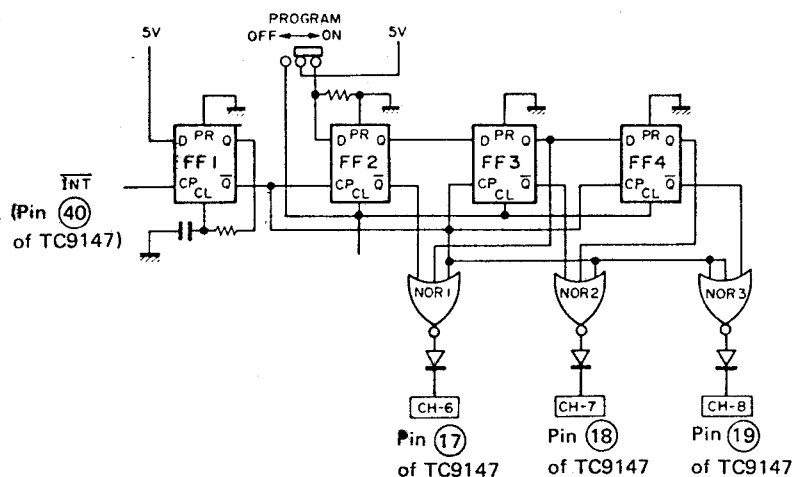 PROGRAM
OFF ON
5V
5V
D PR Q
FF1
CP CL Q̅
D PR Q
FF2
CP CL Q̅
D PR Q
FF3
CP CL Q̅
D PR Q
FF4
CP CL Q̅
I̅N̅T̅
(Pin 40
of TC9147)
NOR1
NOR2
NOR3
CH-6
CH-7
CH-8
Pin 17
of TC9147
Pin 18
of TC9147
Pin 19
of TC9147